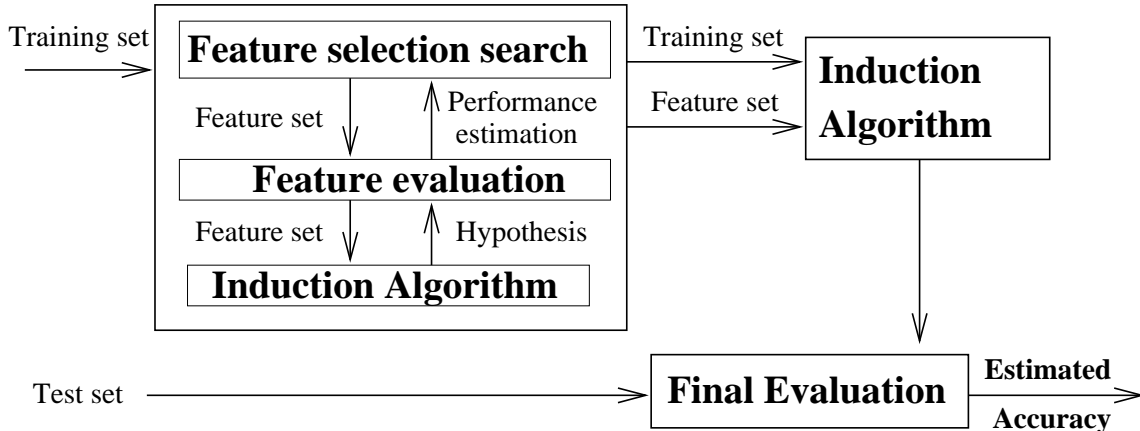 Training set
Feature selection search
Feature set
Performance
estimation
Feature evaluation
Feature set
Hypothesis
Induction Algorithm
Training set
Feature set
Induction
Algorithm
Test set
Final Evaluation
Estimated
Accuracy